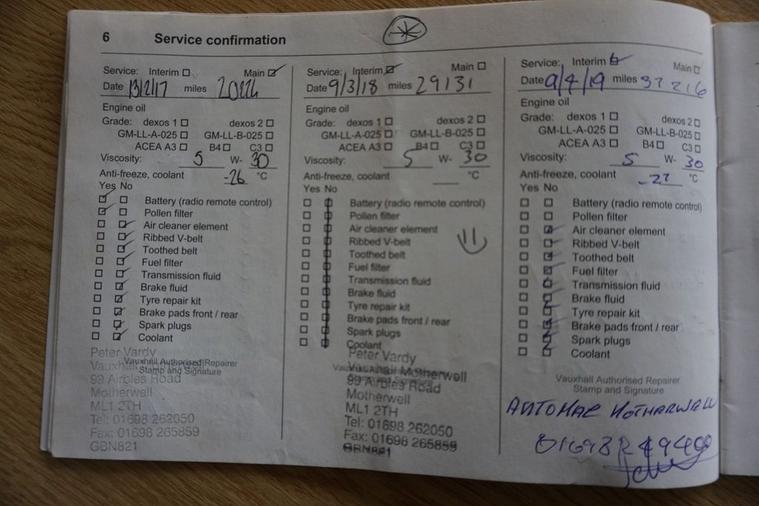 6 Service confirmation
Service: Interim Main
Date 13/2/17 miles 20224
Engine oil
Grade: dexos 1 dexos 2
GM-LL-A-025 GM-LL-B-025
ACEA A3 B4 C3
Viscosity: 5 W- 30
Anti-freeze, coolant -26 °C
Yes No
Battery (radio remote control)
Pollen filter
Air cleaner element
Ribbed V-belt
Toothed belt
Fuel filter
Transmission fluid
Brake fluid
Tyre repair kit
Brake pads front / rear
Spark plugs
Coolant
Vauxhall Authorised Repairer
Stamp and Signature
Peter Vardy
Vauxhall
99 Airbles Road
Motherwell
ML1 2TH
Tel: 01698 262050
Fax: 01698 265859
GBN821
Service: Interim Main
Date 9/3/18 miles 29131
Engine oil
Grade: dexos 1 dexos 2
GM-LL-A-025 GM-LL-B-025
ACEA A3 B4 C3
Viscosity: 5 W- 30
Anti-freeze, coolant °C
Yes No
Battery (radio remote control)
Pollen filter
Air cleaner element
Ribbed V-belt
Toothed belt
Fuel filter
Transmission fluid
Brake fluid
Tyre repair kit
Brake pads front / rear
Spark plugs
Coolant
Peter Vardy
Vauxhall Motherwell
99 Airbles Road
Motherwell
ML1 2TH
Tel: 01698 262050
Fax: 01698 265859
GBN821
Service: Interim Main
Date 9/4/19 miles 37216
Engine oil
Grade: dexos 1 dexos 2
GM-LL-A-025 GM-LL-B-025
ACEA A3 B4 C3
Viscosity: 5 W- 30
Anti-freeze, coolant -27 °C
Yes No
Battery (radio remote control)
Pollen filter
Air cleaner element
Ribbed V-belt
Toothed belt
Fuel filter
Transmission fluid
Brake fluid
Tyre repair kit
Brake pads front / rear
Spark plugs
Coolant
Vauxhall Authorised Repairer
Stamp and Signature